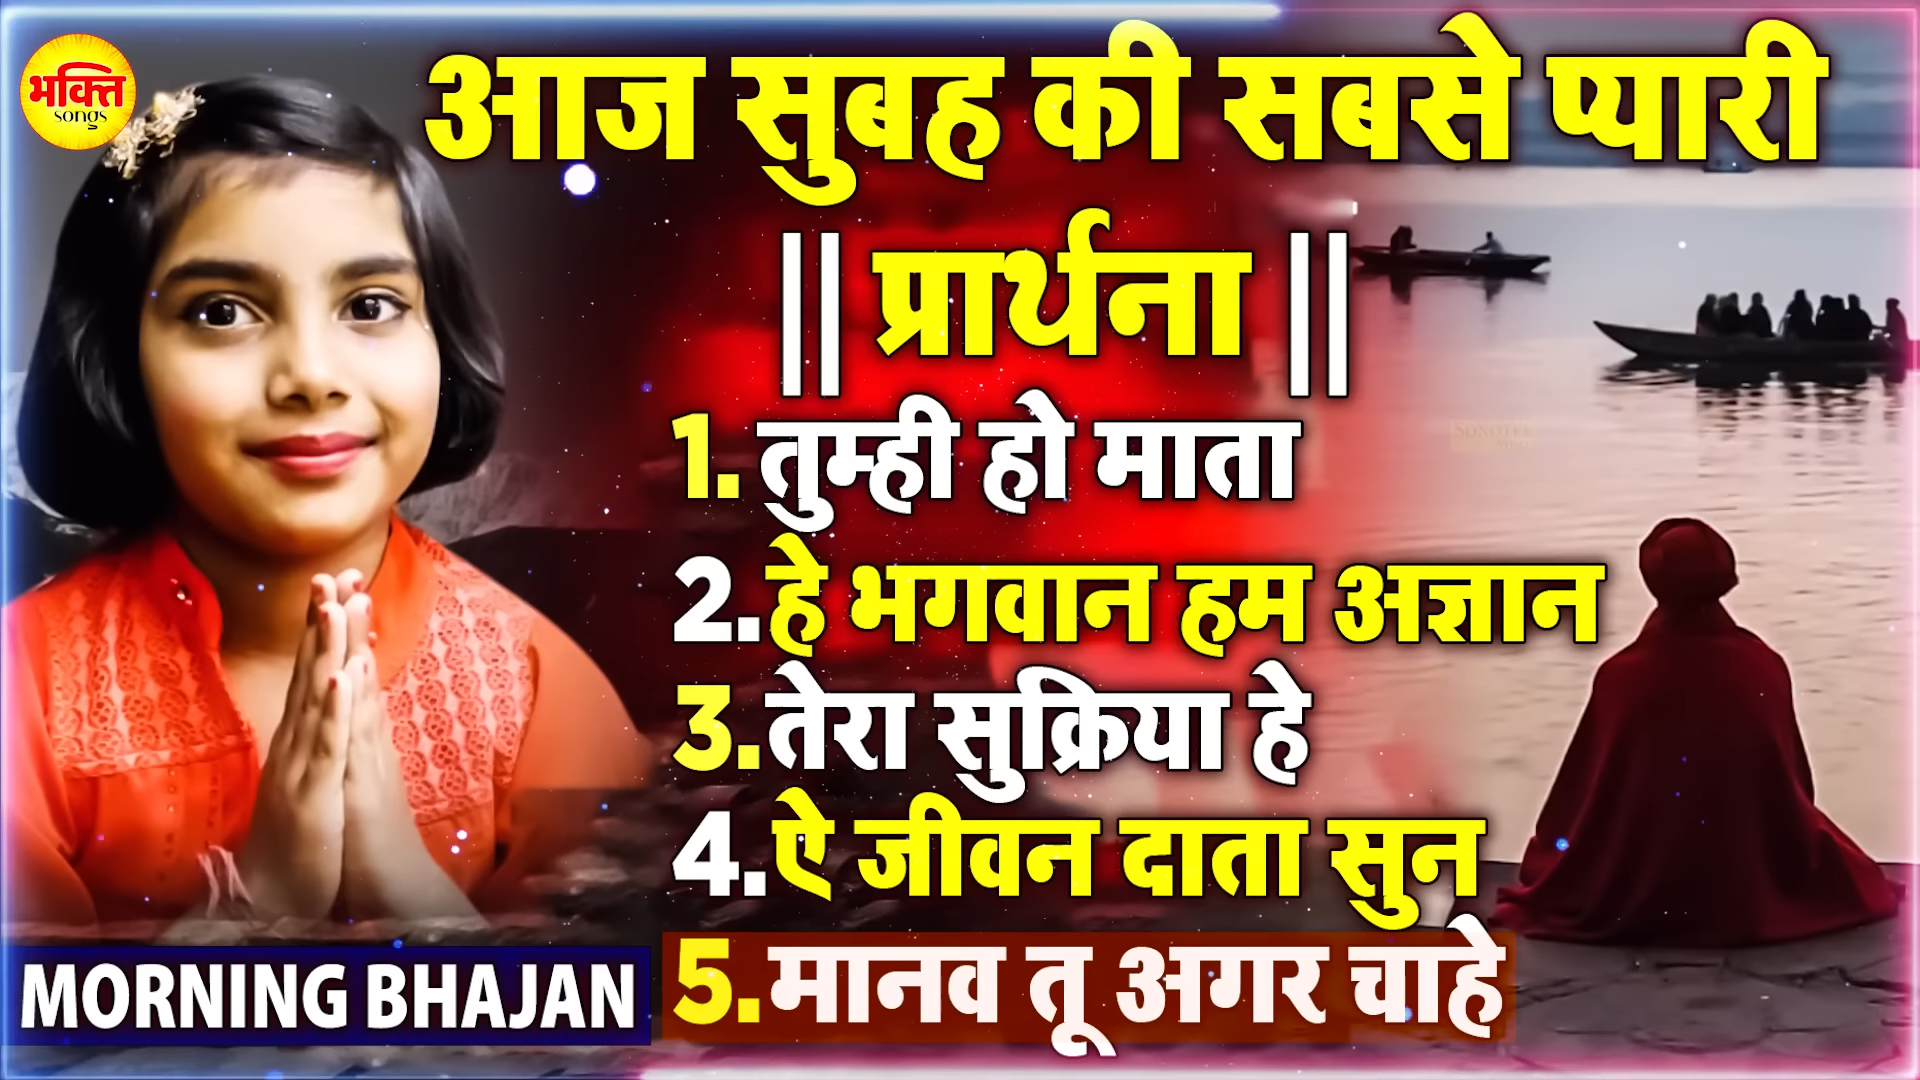 भक्ति
songs
आज सुबह की सबसे प्यारी
|| प्रार्थना ||
1. तुम्ही हो माता
2. हे भगवान हम अज्ञान
3. तेरा सुक्रिया हे
4. ऐ जीवन दाता सुन
5. मानव तू अगर चाहे
MORNING BHAJAN
SONOTEK